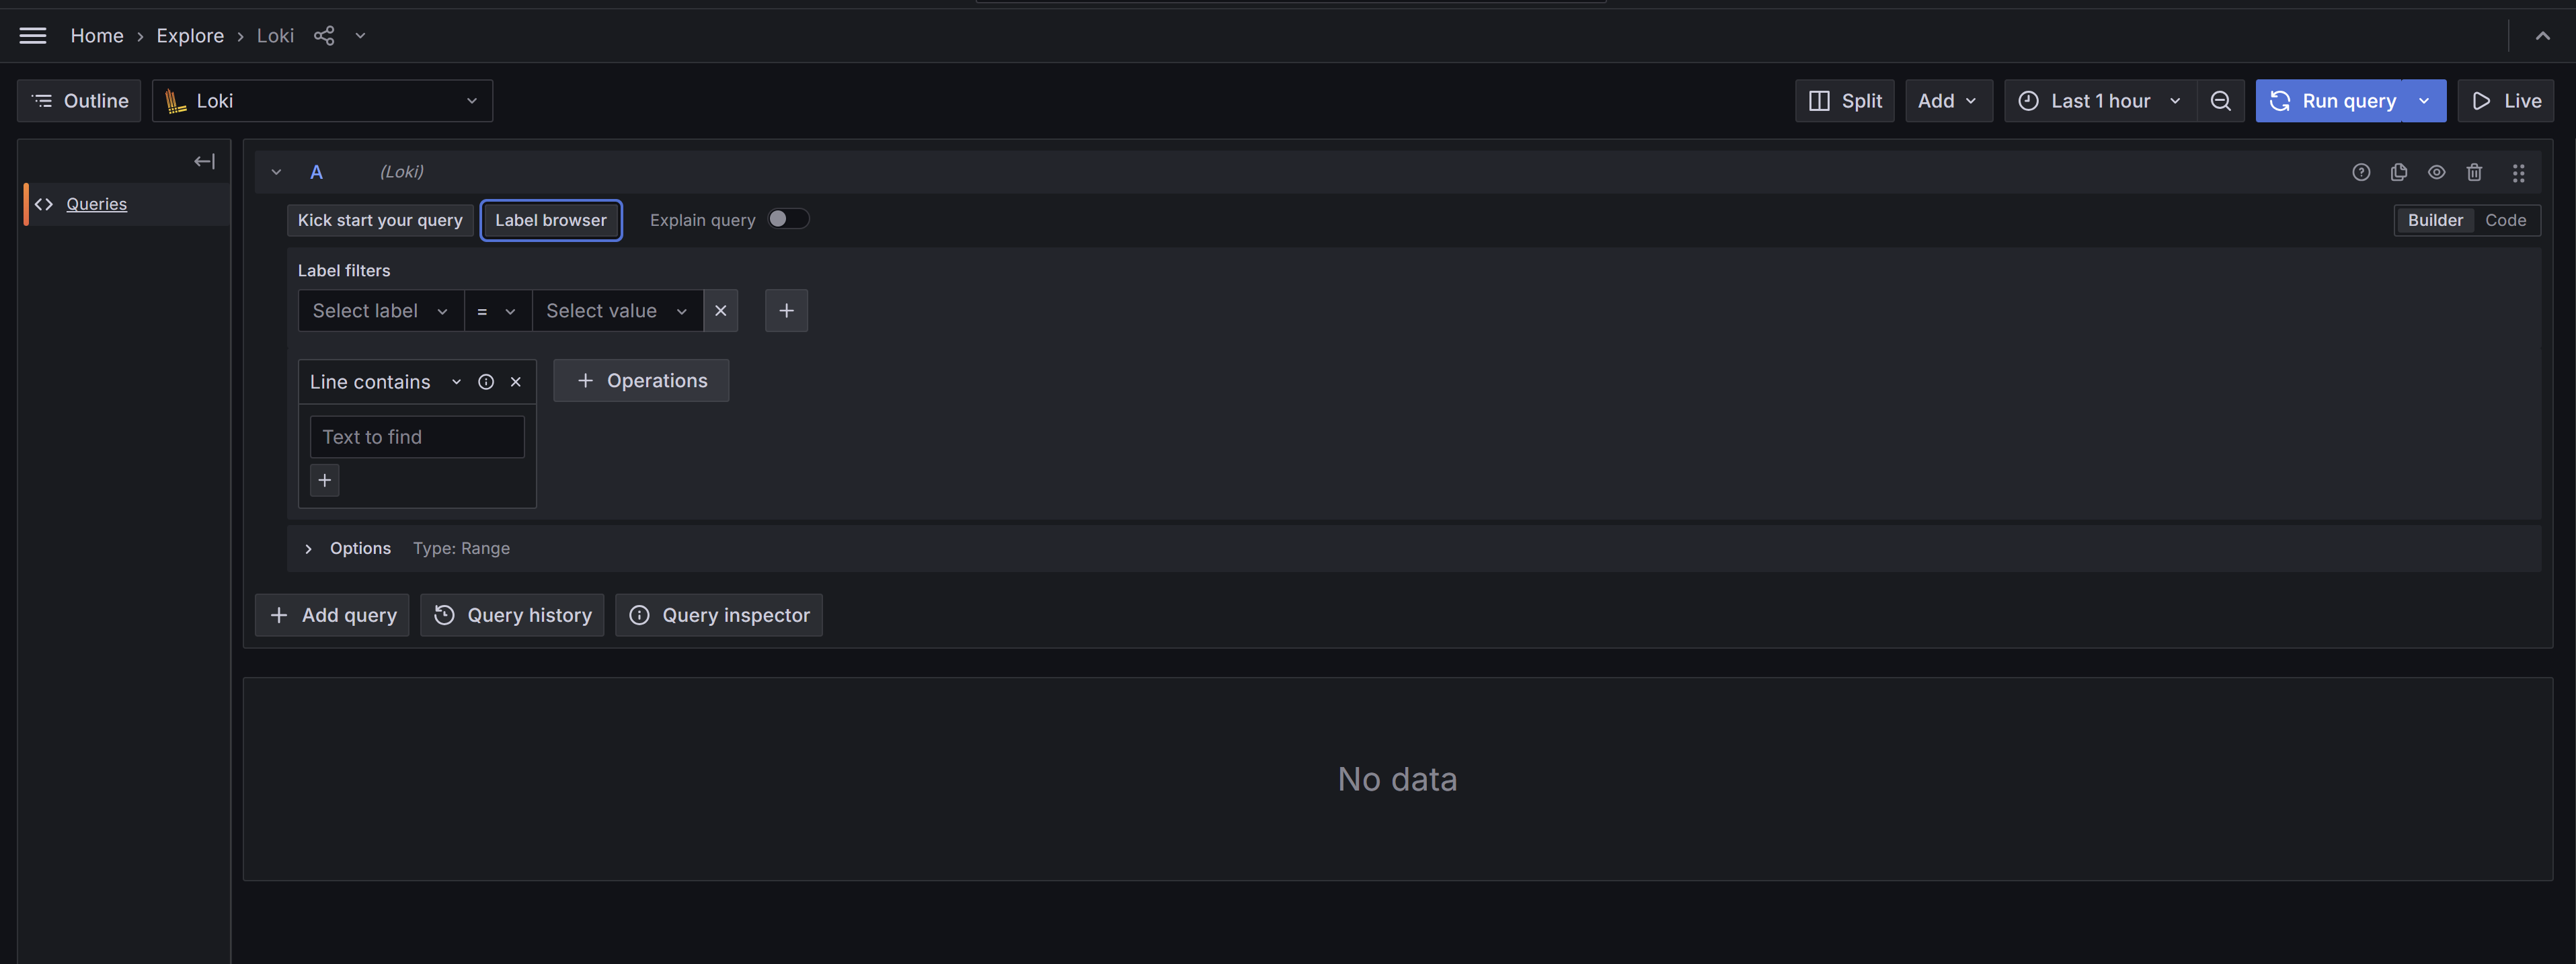 Home › Explore › Loki
Outline
Loki
Split
Add
Last 1 hour
Run query
Live
Queries
A (Loki)
Kick start your query
Label browser
Explain query
Builder
Code
Label filters
Select label
=
Select value
Line contains
Operations
Text to find
Options Type: Range
Add query
Query history
Query inspector
No data